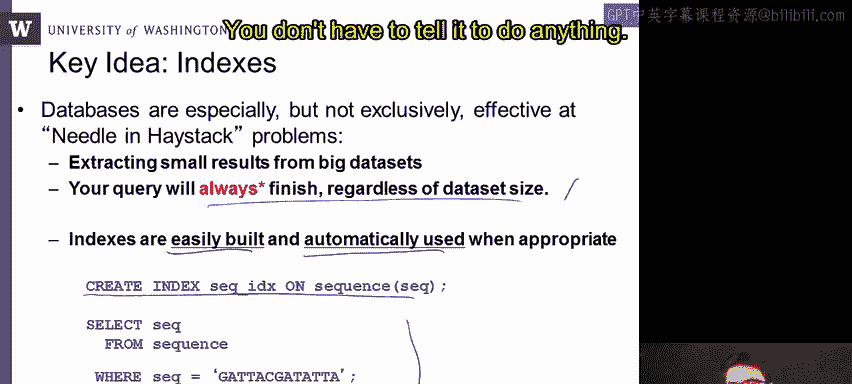 W UNIVERSITY of WASHINGTON
You don't have to tell it to do anything.
GPT中英字幕课程资源@bilibili.com
Key Idea: Indexes
• Databases are especially, but not exclusively, effective at
“Needle in Haystack” problems:
– Extracting small results from big datasets
– Your query will always* finish, regardless of dataset size.
– Indexes are easily built and automatically used when appropriate
CREATE INDEX seq_idx ON sequence(seq);
SELECT seq
FROM sequence
WHERE seq = ‘GATTACGATATTA’;